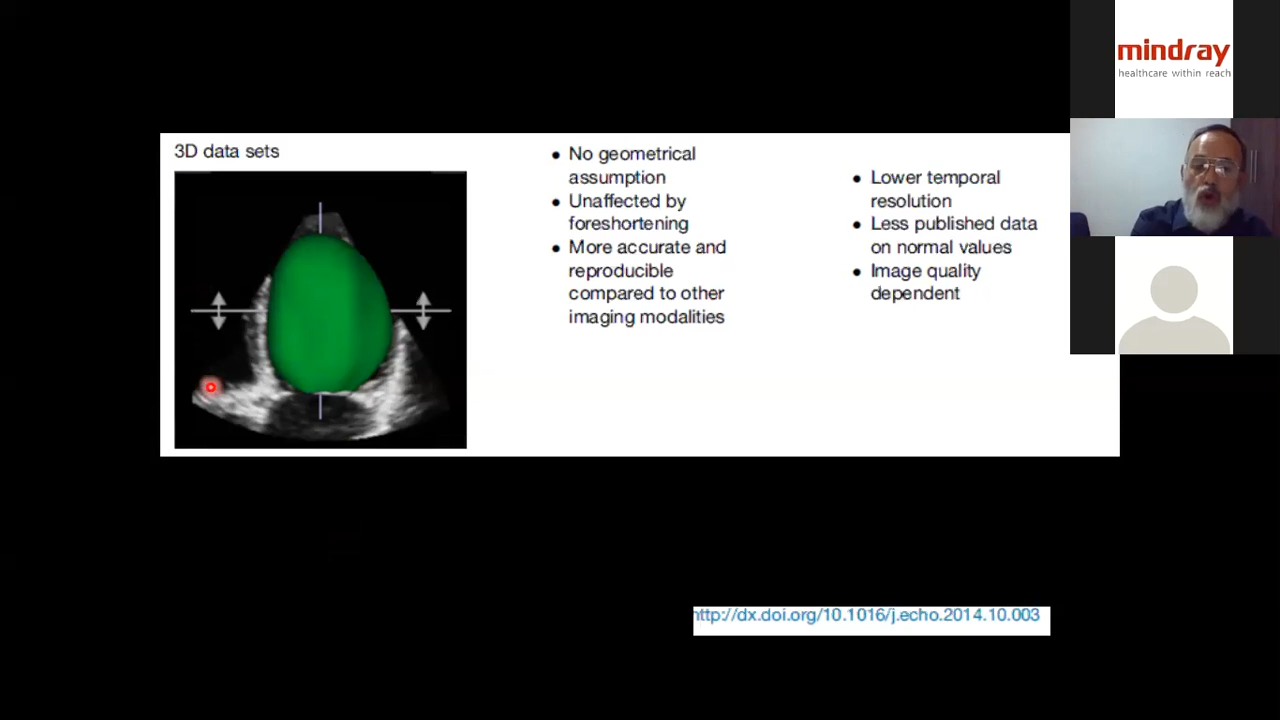 3D data sets
• No geometrical
assumption
• Unaffected by
foreshortening
• More accurate and
reproducible
compared to other
imaging modalities
• Lower temporal
resolution
• Less published data
on normal values
• Image quality
dependent
http://dx.doi.org/10.1016/j.echo.2014.10.003
mindray
healthcare within reach